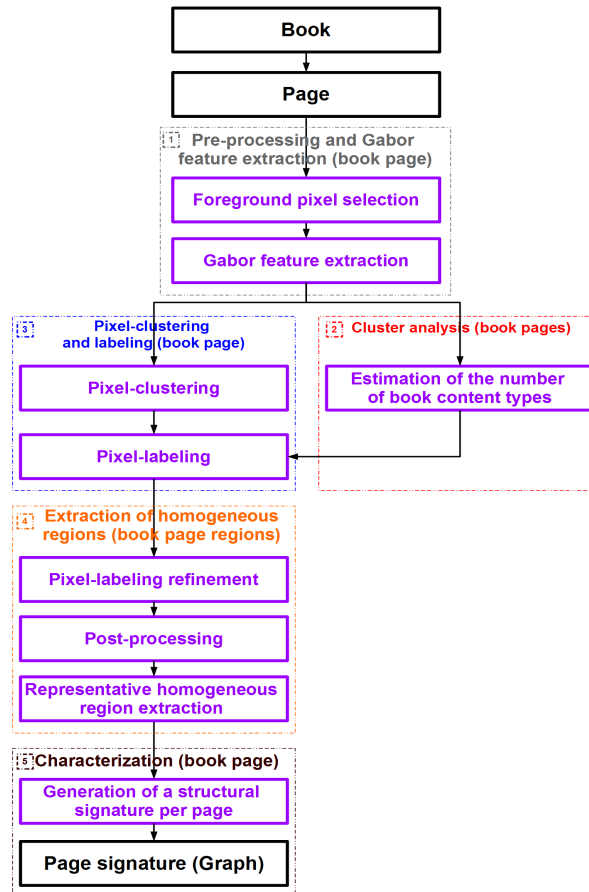 Book
Page
1 Pre-processing and Gabor
feature extraction (book page)
Foreground pixel selection
Gabor feature extraction
3 Pixel-clustering
and labeling (book page)
Pixel-clustering
Pixel-labeling
2 Cluster analysis (book pages)
Estimation of the number
of book content types
4 Extraction of homogeneous
regions (book page regions)
Pixel-labeling refinement
Post-processing
Representative homogeneous
region extraction
5 Characterization (book page)
Generation of a structural
signature per page
Page signature (Graph)